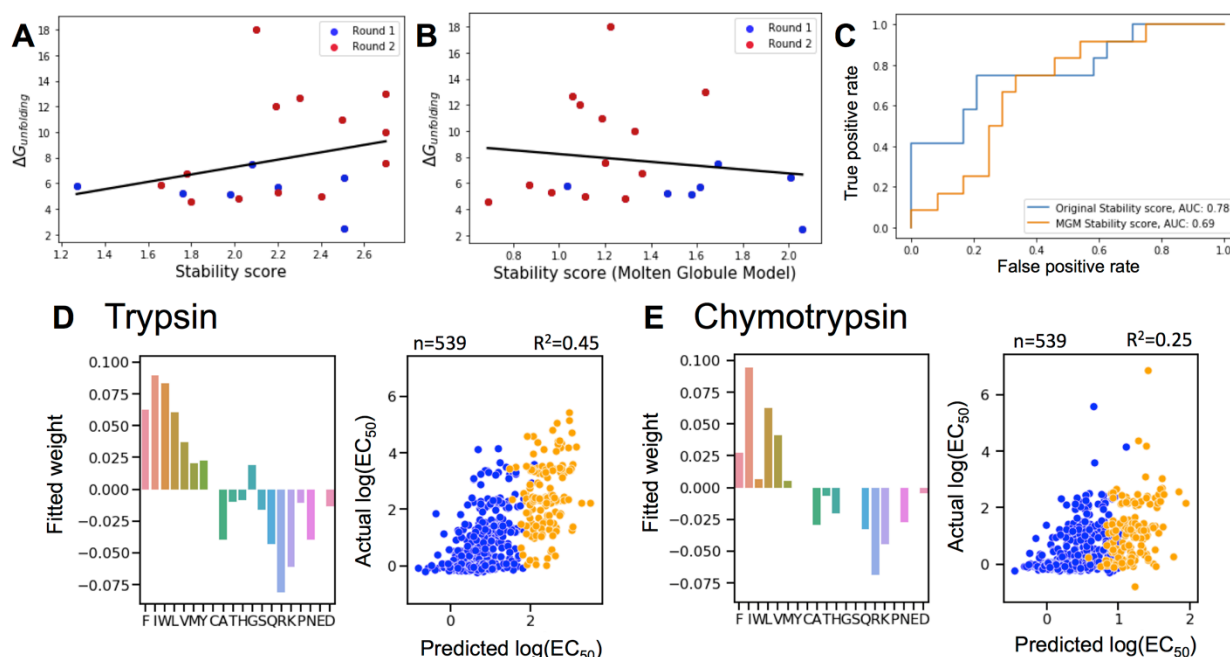 A
18
16
14
12
10
8
6
4
2
ΔG_unfolding
1.2 1.4 1.6 1.8 2.0 2.2 2.4 2.6
Stability score
Round 1
Round 2
B
18
16
14
12
10
8
6
4
2
ΔG_unfolding
0.8 1.0 1.2 1.4 1.6 1.8 2.0
Stability score (Molten Globule Model)
Round 1
Round 2
C
1.0
0.8
0.6
0.4
0.2
0.0
True positive rate
0.0 0.2 0.4 0.6 0.8 1.0
False positive rate
Original Stability score, AUC: 0.78
MGM Stability score, AUC: 0.69
D Trypsin
0.100
0.075
0.050
0.025
0.000
−0.025
−0.050
−0.075
Fitted weight
F IWLVMY CATHGSQRKPNED
n=539 R²=0.45
6
4
2
0
Actual log(EC₅₀)
0 2
Predicted log(EC₅₀)
E Chymotrypsin
0.100
0.075
0.050
0.025
0.000
−0.025
−0.050
−0.075
Fitted weight
F IWLVMY CATHGSQRKPNED
n=539 R²=0.25
6
4
2
0
Actual log(EC₅₀)
0 1 2
Predicted log(EC₅₀)